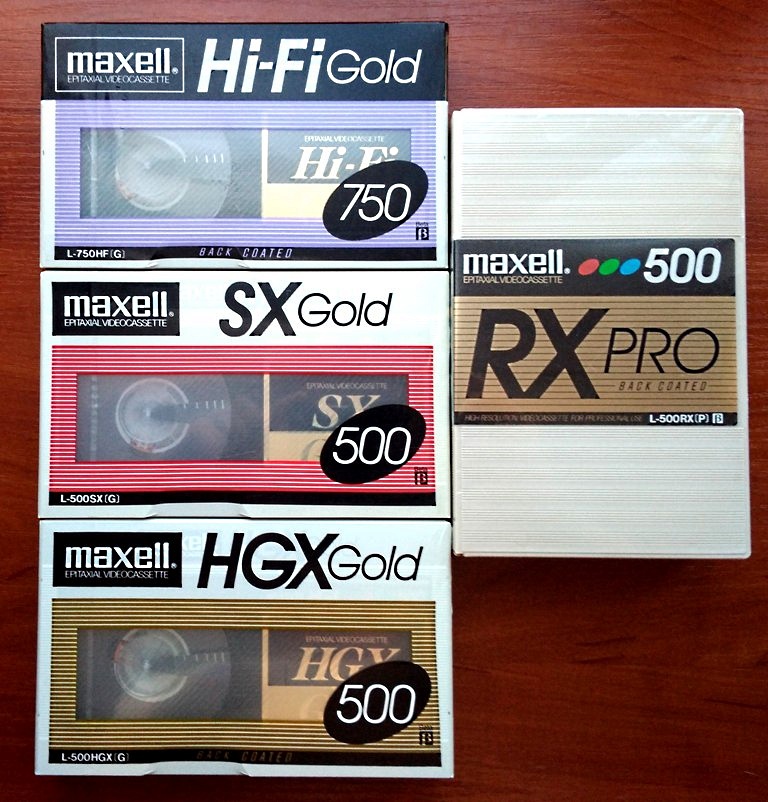 maxell®
EPITAXIAL VIDEOCASSETTE
Hi-Fi Gold
EPITAXIAL VIDEOCASSETTE
Hi-Fi
750
Beta
L-750HF(G)
BACK COATED
maxell®
EPITAXIAL VIDEOCASSETTE
SX Gold
EPITAXIAL VIDEOCASSETTE
SX
500
L-500SX(G)
maxell®
EPITAXIAL VIDEOCASSETTE
HGX Gold
EPITAXIAL VIDEOCASSETTE
HGX
500
L-500HGX(G)
BACK COATED
maxell® 500
EPITAXIAL VIDEOCASSETTE
RX PRO
BACK COATED
HIGH RESOLUTION VIDEOCASSETTE FOR PROFESSIONAL USE L-500RX(P) β